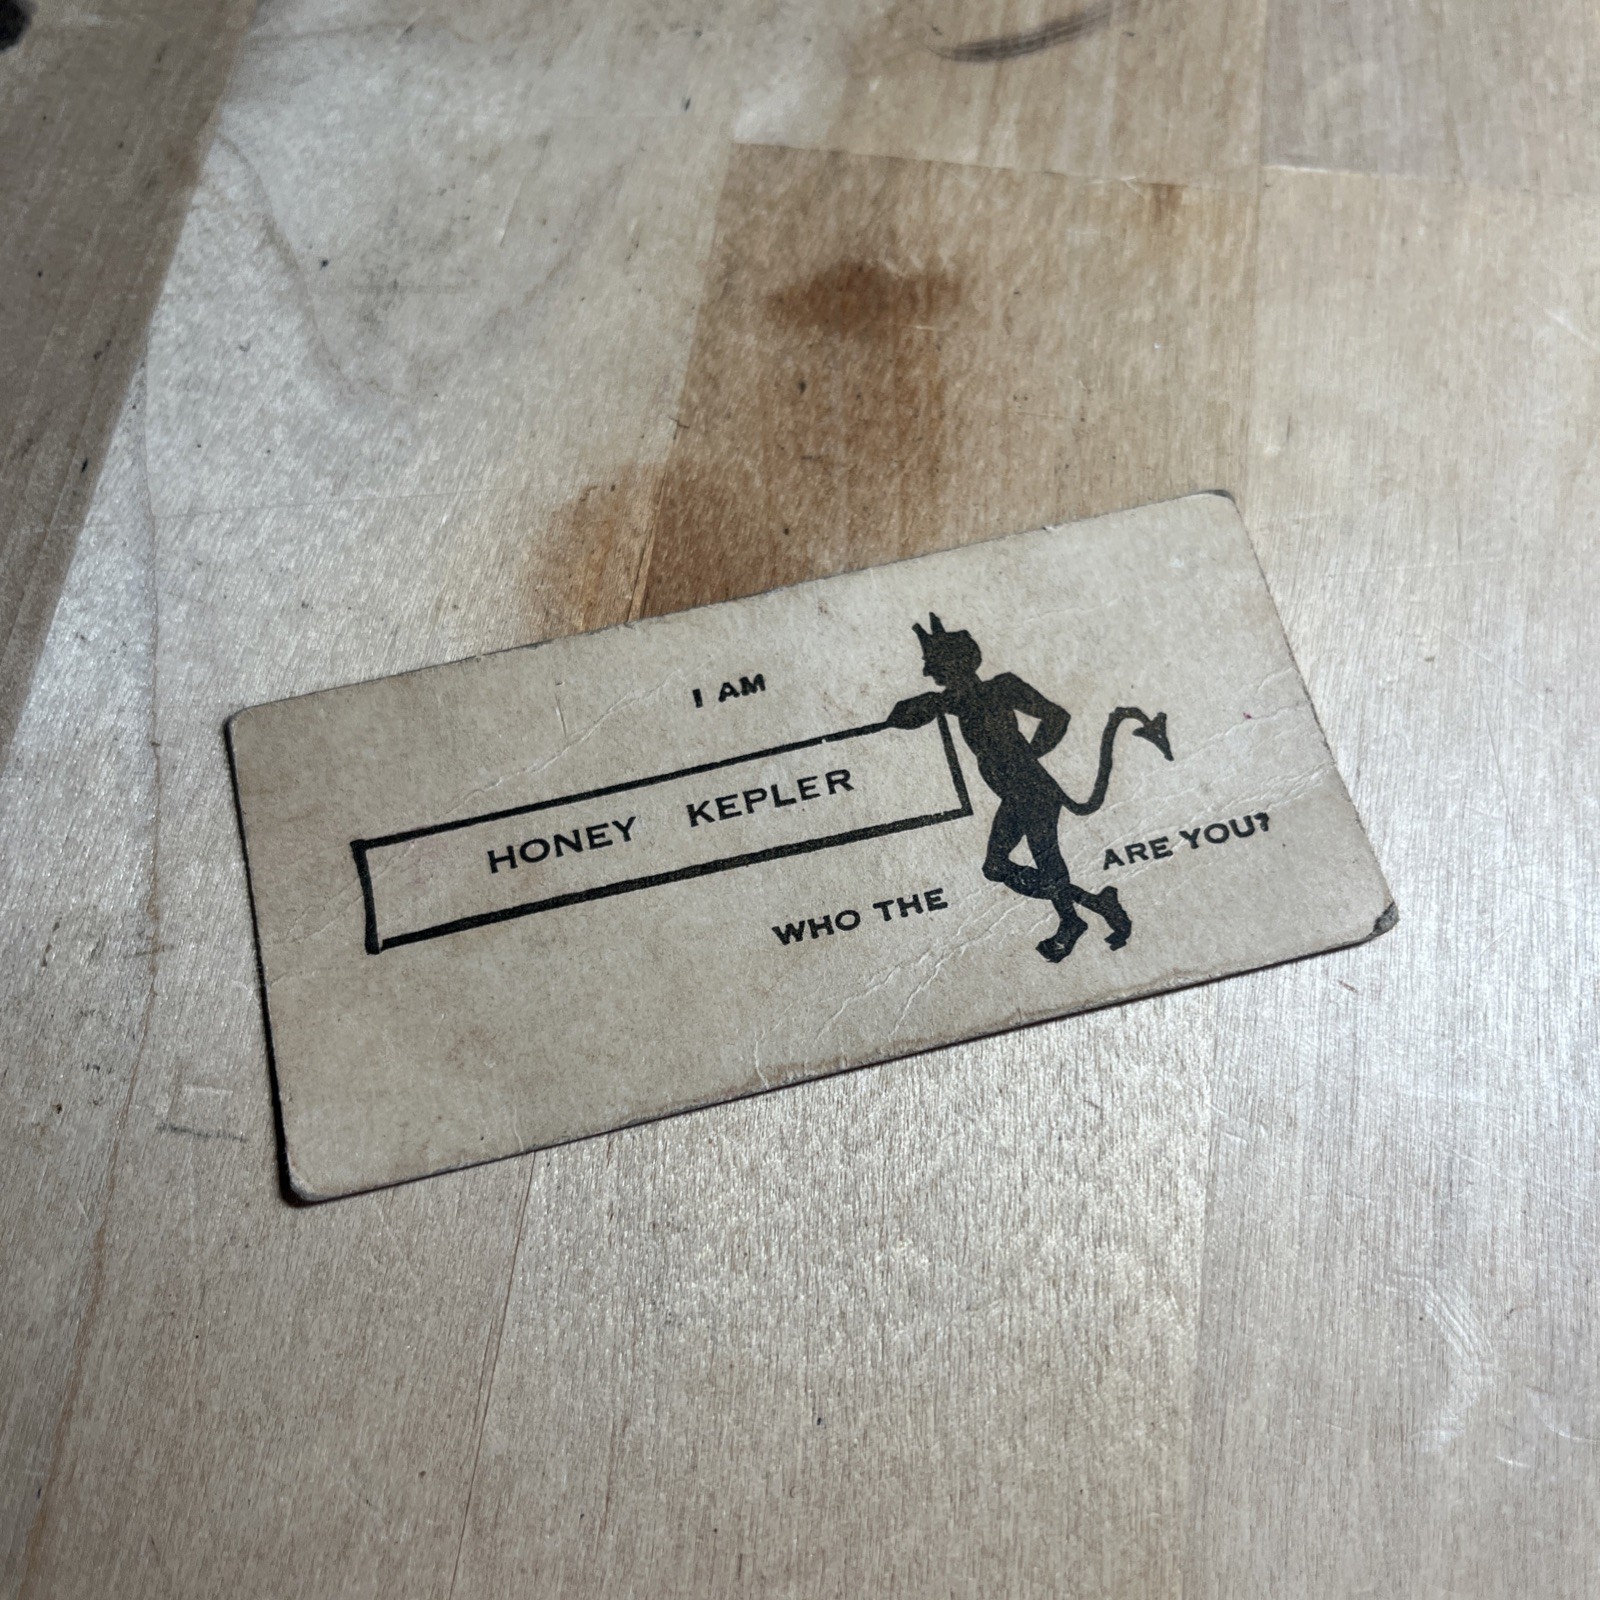 I AM
HONEY KEPLER
WHO THE ARE YOU?